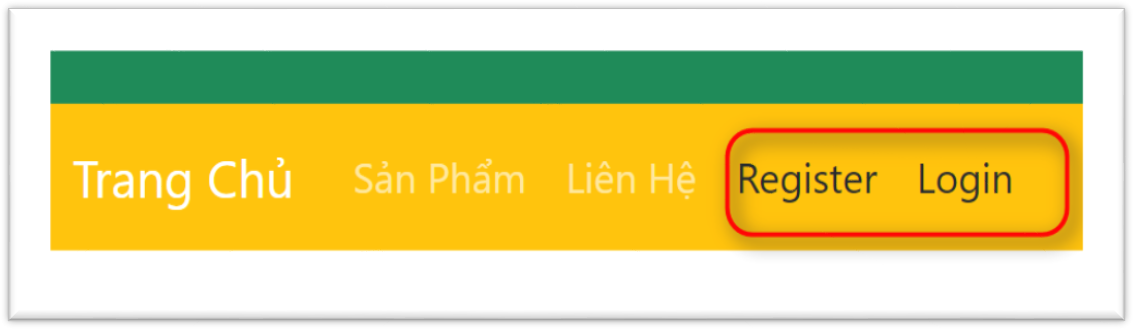 Trang Chủ Sản Phẩm Liên Hệ Register Login